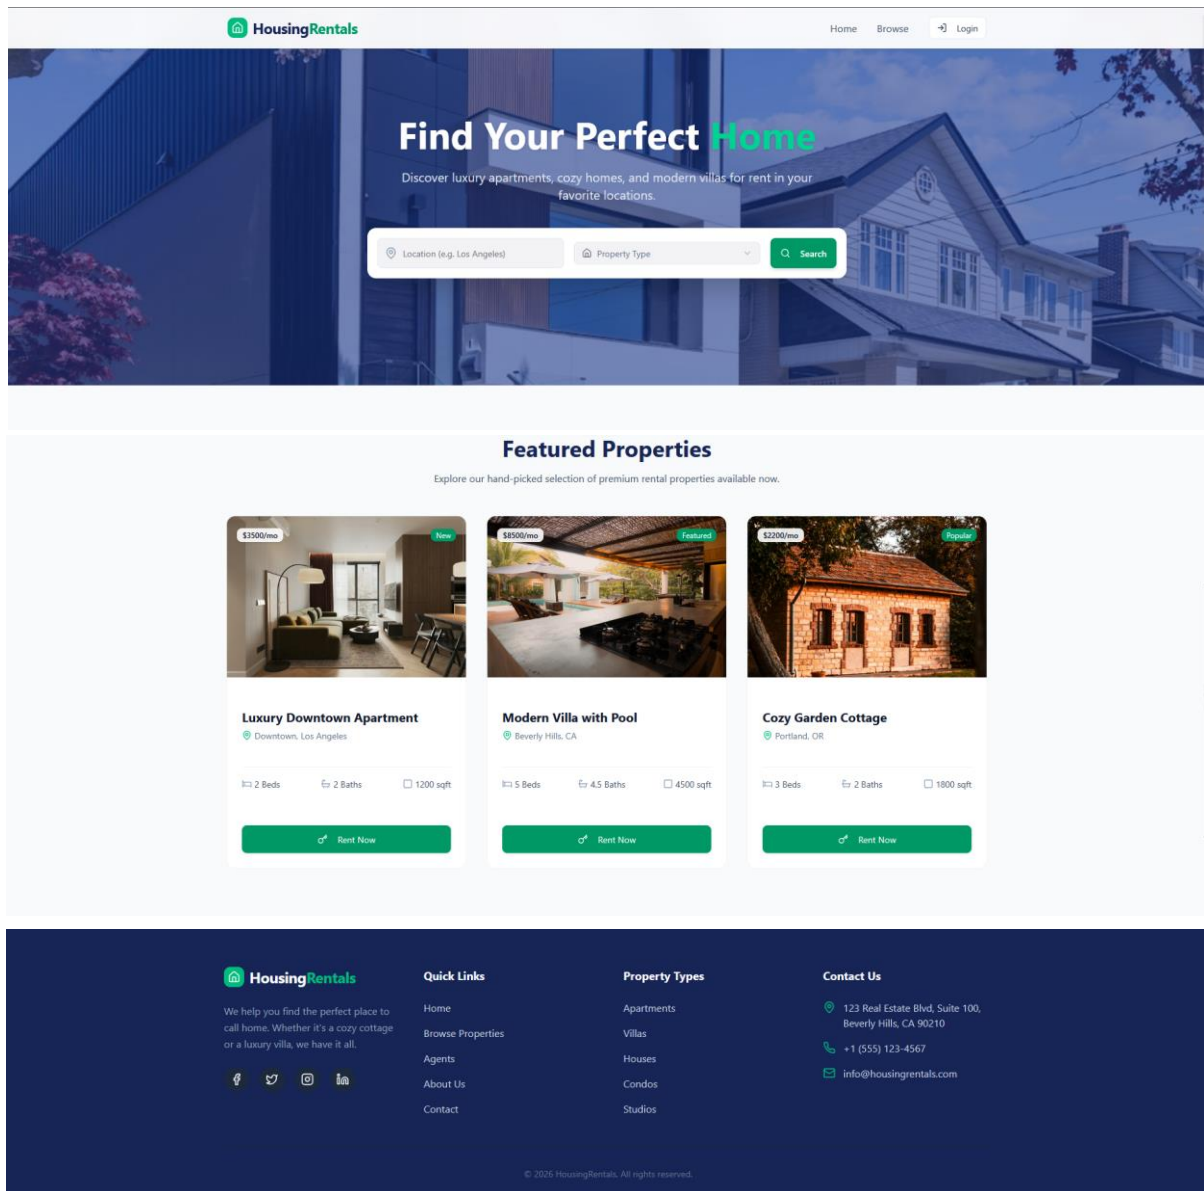 HousingRentals
Home
Browse
Login
Find Your Perfect Home
Discover luxury apartments, cozy homes, and modern villas for rent in your
favorite locations.
Location (e.g. Los Angeles)
Property Type
Search
Featured Properties
Explore our hand-picked selection of premium rental properties available now.
$3500/mo
New
Luxury Downtown Apartment
Downtown, Los Angeles
2 Beds
2 Baths
1200 sqft
Rent Now
$8500/mo
Featured
Modern Villa with Pool
Beverly Hills, CA
5 Beds
4.5 Baths
4500 sqft
Rent Now
$2200/mo
Popular
Cozy Garden Cottage
Portland, OR
3 Beds
2 Baths
1800 sqft
Rent Now
HousingRentals
We help you find the perfect place to
call home. Whether it's a cozy cottage
or a luxury villa, we have it all.
Quick Links
Home
Browse Properties
Agents
About Us
Contact
Property Types
Apartments
Villas
Houses
Condos
Studios
Contact Us
123 Real Estate Blvd, Suite 100,
Beverly Hills, CA 90210
+1 (555) 123-4567
info@housingrentals.com
© 2026 HousingRentals. All rights reserved.